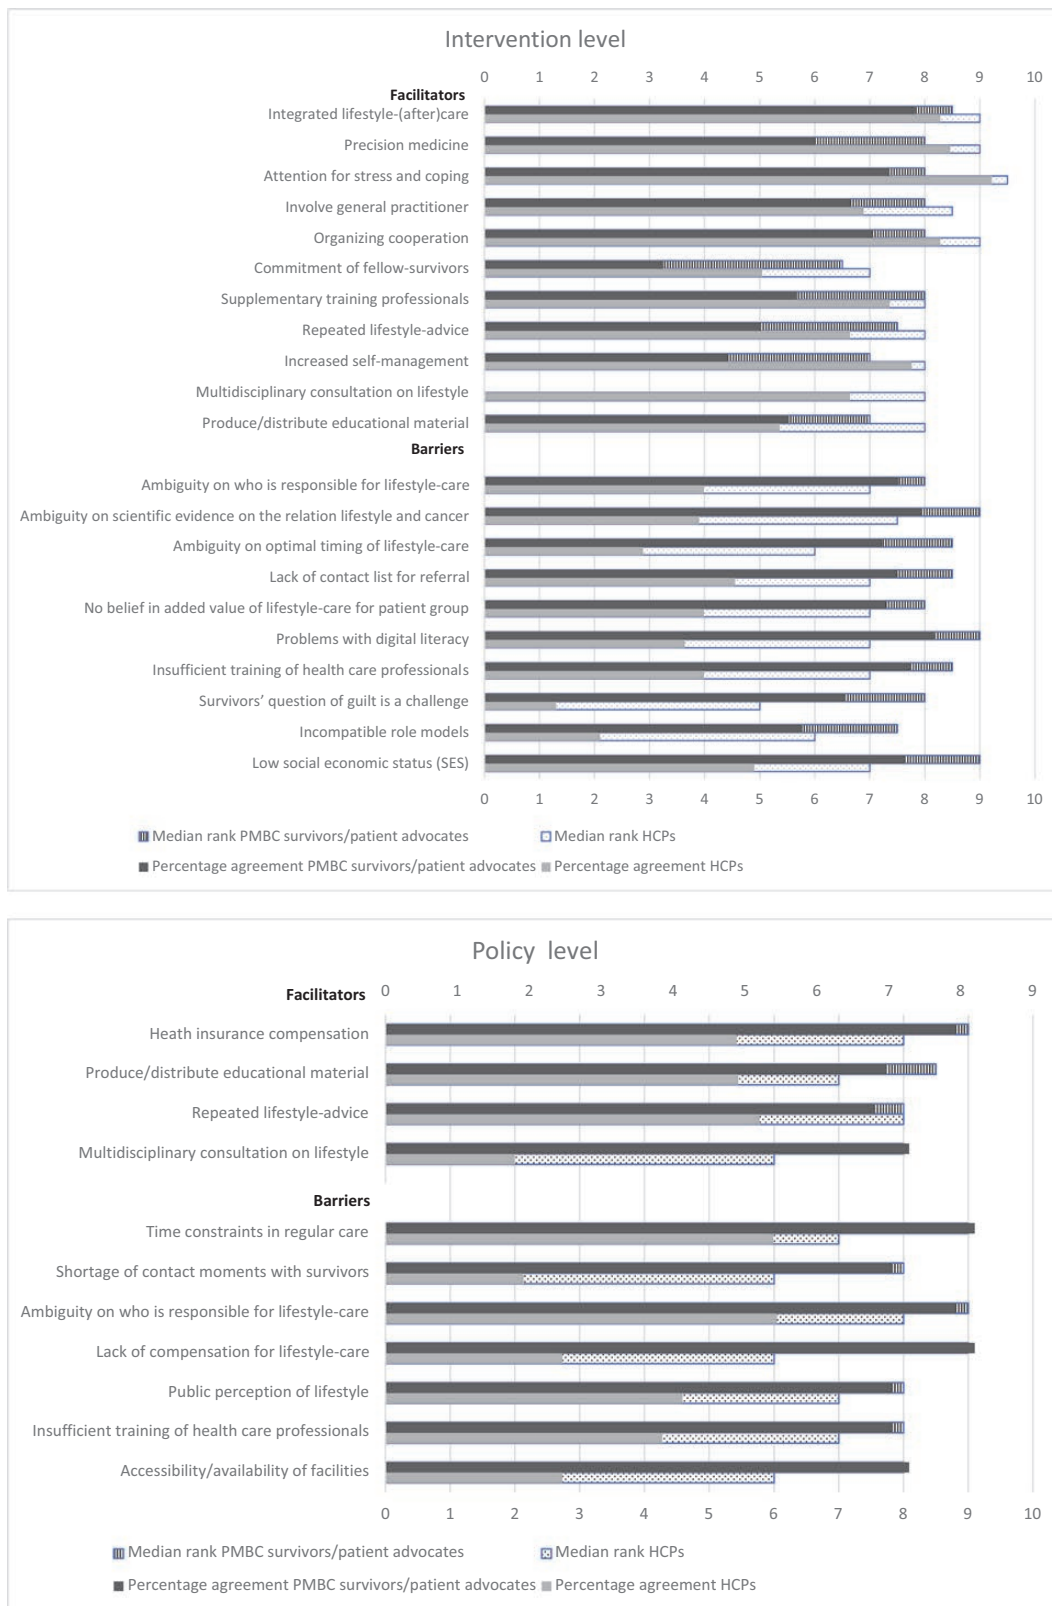 Intervention level
0 1 2 3 4 5 6 7 8 9 10
Facilitators
Integrated lifestyle-(after)care
Precision medicine
Attention for stress and coping
Involve general practitioner
Organizing cooperation
Commitment of fellow-survivors
Supplementary training professionals
Repeated lifestyle-advice
Increased self-management
Multidisciplinary consultation on lifestyle
Produce/distribute educational material
Barriers
Ambiguity on who is responsible for lifestyle-care
Ambiguity on scientific evidence on the relation lifestyle and cancer
Ambiguity on optimal timing of lifestyle-care
Lack of contact list for referral
No belief in added value of lifestyle-care for patient group
Problems with digital literacy
Insufficient training of health care professionals
Survivors' question of guilt is a challenge
Incompatible role models
Low social economic status (SES)
0 1 2 3 4 5 6 7 8 9 10
Median rank PMBC survivors/patient advocates Median rank HCPs
Percentage agreement PMBC survivors/patient advocates Percentage agreement HCPs
Policy level
Facilitators 0 1 2 3 4 5 6 7 8 9
Heath insurance compensation
Produce/distribute educational material
Repeated lifestyle-advice
Multidisciplinary consultation on lifestyle
Barriers
Time constraints in regular care
Shortage of contact moments with survivors
Ambiguity on who is responsible for lifestyle-care
Lack of compensation for lifestyle-care
Public perception of lifestyle
Insufficient training of health care professionals
Accessibility/availability of facilities
0 1 2 3 4 5 6 7 8 9 10
Median rank PMBC survivors/patient advocates Median rank HCPs
Percentage agreement PMBC survivors/patient advocates Percentage agreement HCPs